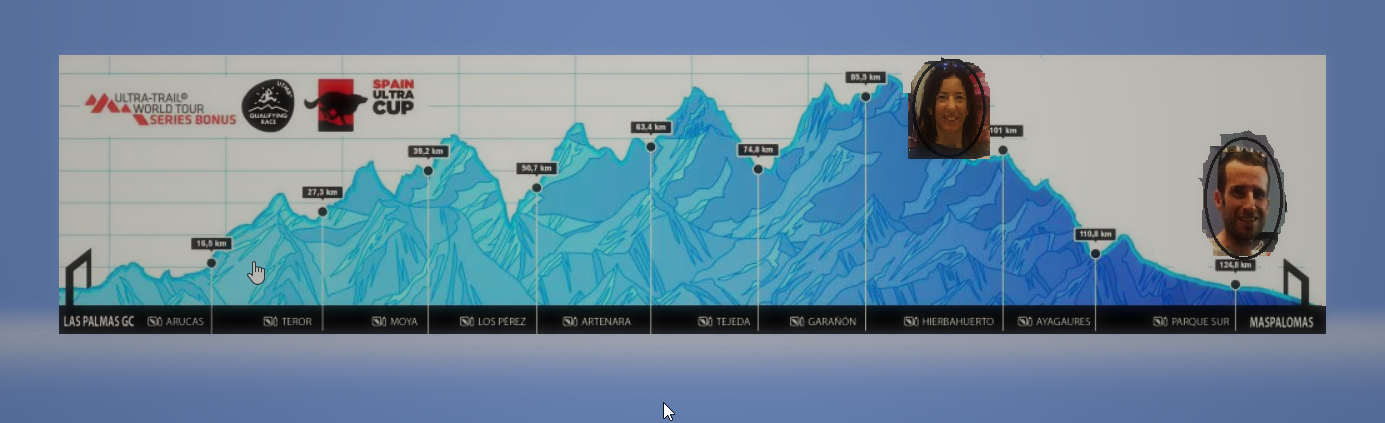 ULTRA-TRAIL®
WORLD TOUR
SERIES BONUS
QUALIFYING
RACE
SPAIN
ULTRA
CUP
16,5 km
27,3 km
39,2 km
50,7 km
63,4 km
74,8 km
85,5 km
101 km
110,8 km
124,8 km
LAS PALMAS GC ARUCAS TEROR MOYA LOS PÉREZ ARTENARA TEJEDA GARAÑÓN HIERBAHUERTO AYAGAURES PARQUE SUR MASPALOMAS